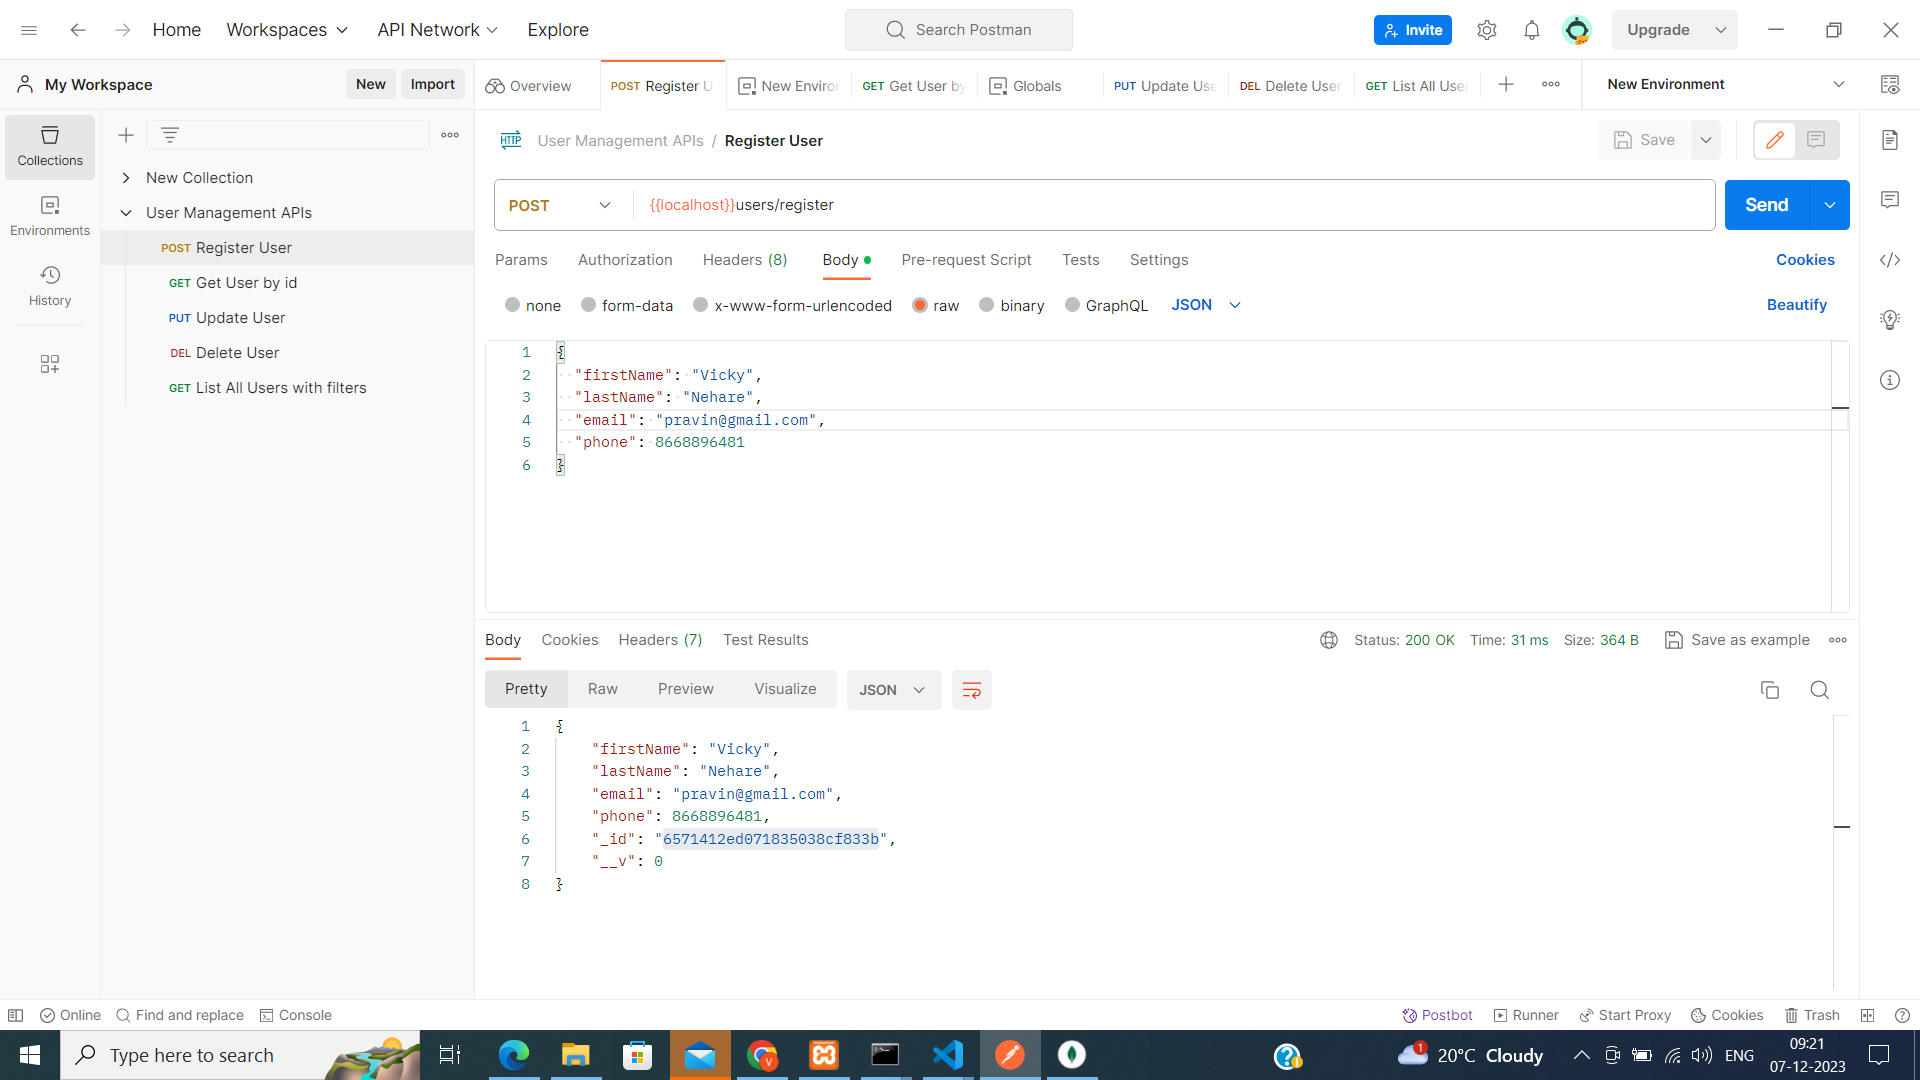 Home Workspaces API Network Explore Search Postman Invite Upgrade
My Workspace New Import Overview POST Register U New Enviro GET Get User by Globals PUT Update Use DEL Delete User GET List All User New Environment
Collections
Environments
History
New Collection
User Management APIs
POST Register User
GET Get User by id
PUT Update User
DEL Delete User
GET List All Users with filters
HTTP User Management APIs / Register User Save
POST {{localhost}}users/register Send
Params Authorization Headers (8) Body Pre-request Script Tests Settings Cookies
none form-data x-www-form-urlencoded raw binary GraphQL JSON Beautify
1 {
2 "firstName": "Vicky",
3 "lastName": "Nehare",
4 "email": "pravin@gmail.com",
5 "phone": 8668896481
6 }
Body Cookies Headers (7) Test Results Status: 200 OK Time: 31 ms Size: 364 B Save as example
Pretty Raw Preview Visualize JSON
1 {
2 "firstName": "Vicky",
3 "lastName": "Nehare",
4 "email": "pravin@gmail.com",
5 "phone": 8668896481,
6 "_id": "6571412ed071835038cf833b",
7 "__v": 0
8 }
Online Find and replace Console Postbot Runner Start Proxy Cookies Trash
Type here to search 1 20°C Cloudy ENG 09:21
07-12-2023